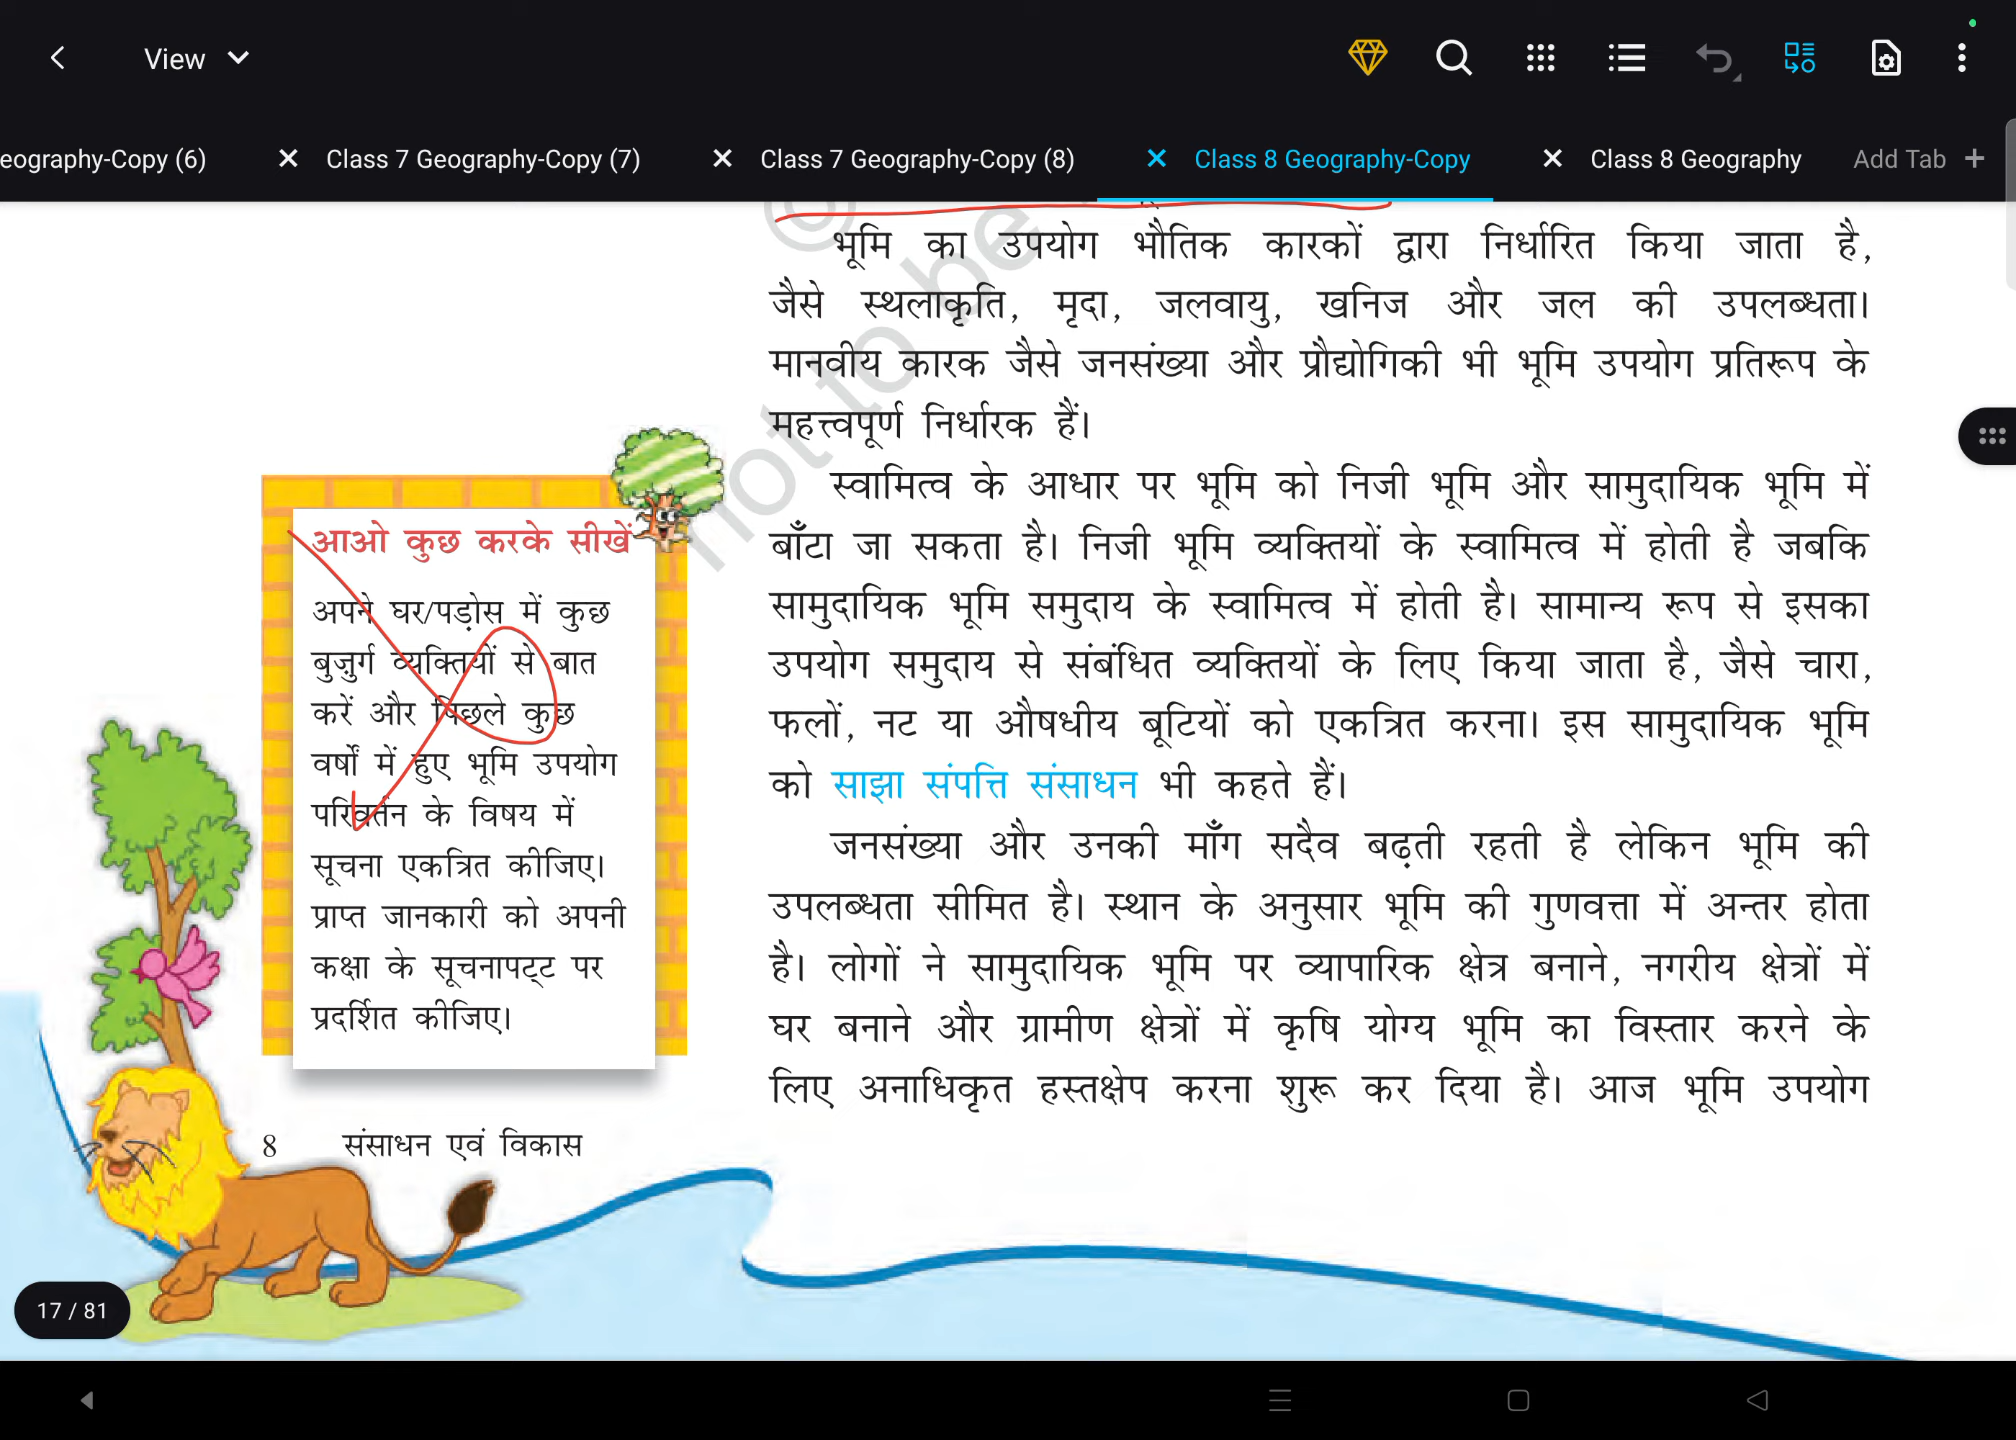 View
eography-Copy (6)
Class 7 Geography-Copy (7)
Class 7 Geography-Copy (8)
Class 8 Geography-Copy
Class 8 Geography
Add Tab +
not to be
भूमि का उपयोग भौतिक कारकों द्वारा निर्धारित किया जाता है,
जैसे स्थलाकृति, मृदा, जलवायु, खनिज और जल की उपलब्धता।
मानवीय कारक जैसे जनसंख्या और प्रौद्योगिकी भी भूमि उपयोग प्रतिरूप के
महत्त्वपूर्ण निर्धारक हैं।
स्वामित्व के आधार पर भूमि को निजी भूमि और सामुदायिक भूमि में
बाँटा जा सकता है। निजी भूमि व्यक्तियों के स्वामित्व में होती है जबकि
सामुदायिक भूमि समुदाय के स्वामित्व में होती है। सामान्य रूप से इसका
उपयोग समुदाय से संबंधित व्यक्तियों के लिए किया जाता है, जैसे चारा,
फलों, नट या औषधीय बूटियों को एकत्रित करना। इस सामुदायिक भूमि
को साझा संपत्ति संसाधन भी कहते हैं।
जनसंख्या और उनकी माँग सदैव बढ़ती रहती है लेकिन भूमि की
उपलब्धता सीमित है। स्थान के अनुसार भूमि की गुणवत्ता में अन्तर होता
है। लोगों ने सामुदायिक भूमि पर व्यापारिक क्षेत्र बनाने, नगरीय क्षेत्रों में
घर बनाने और ग्रामीण क्षेत्रों में कृषि योग्य भूमि का विस्तार करने के
लिए अनाधिकृत हस्तक्षेप करना शुरू कर दिया है। आज भूमि उपयोग
आओ कुछ करके सीखें
अपने घर/पड़ोस में कुछ
बुज़ुर्ग व्यक्तियों से बात
करें और पिछले कुछ
वर्षों में हुए भूमि उपयोग
परिवर्तन के विषय में
सूचना एकत्रित कीजिए।
प्राप्त जानकारी को अपनी
कक्षा के सूचनापट्ट पर
प्रदर्शित कीजिए।
8 संसाधन एवं विकास
17 / 81